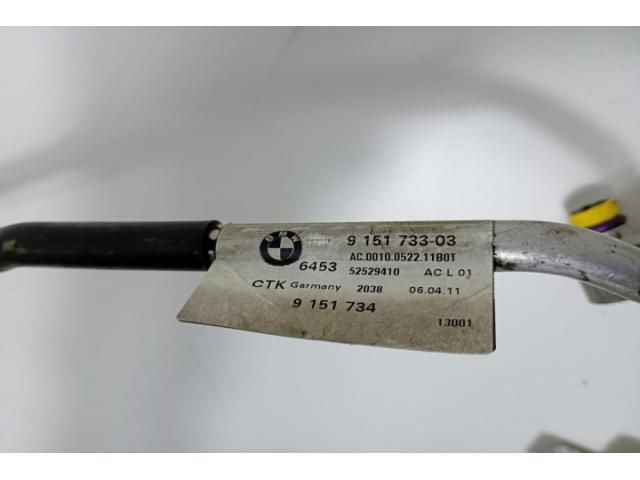 BMW 9 151 733-03
AC.0010.0522.11B0T
6453 52529410 AC L 01
CTK Germany 2038 06.04.11
9 151 734
13001